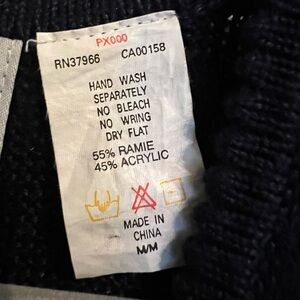 PX000
RN37966 CA00158
HAND WASH
SEPARATELY
NO BLEACH
NO WRING
DRY FLAT
55% RAMIE
45% ACRYLIC
MADE IN
CHINA
M/M